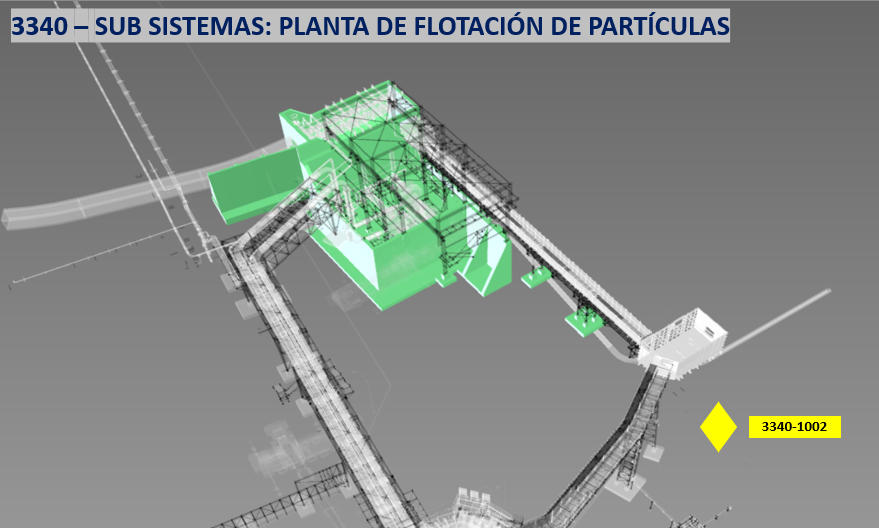 3340 – SUB SISTEMAS: PLANTA DE FLOTACIÓN DE PARTÍCULAS
3340-1002